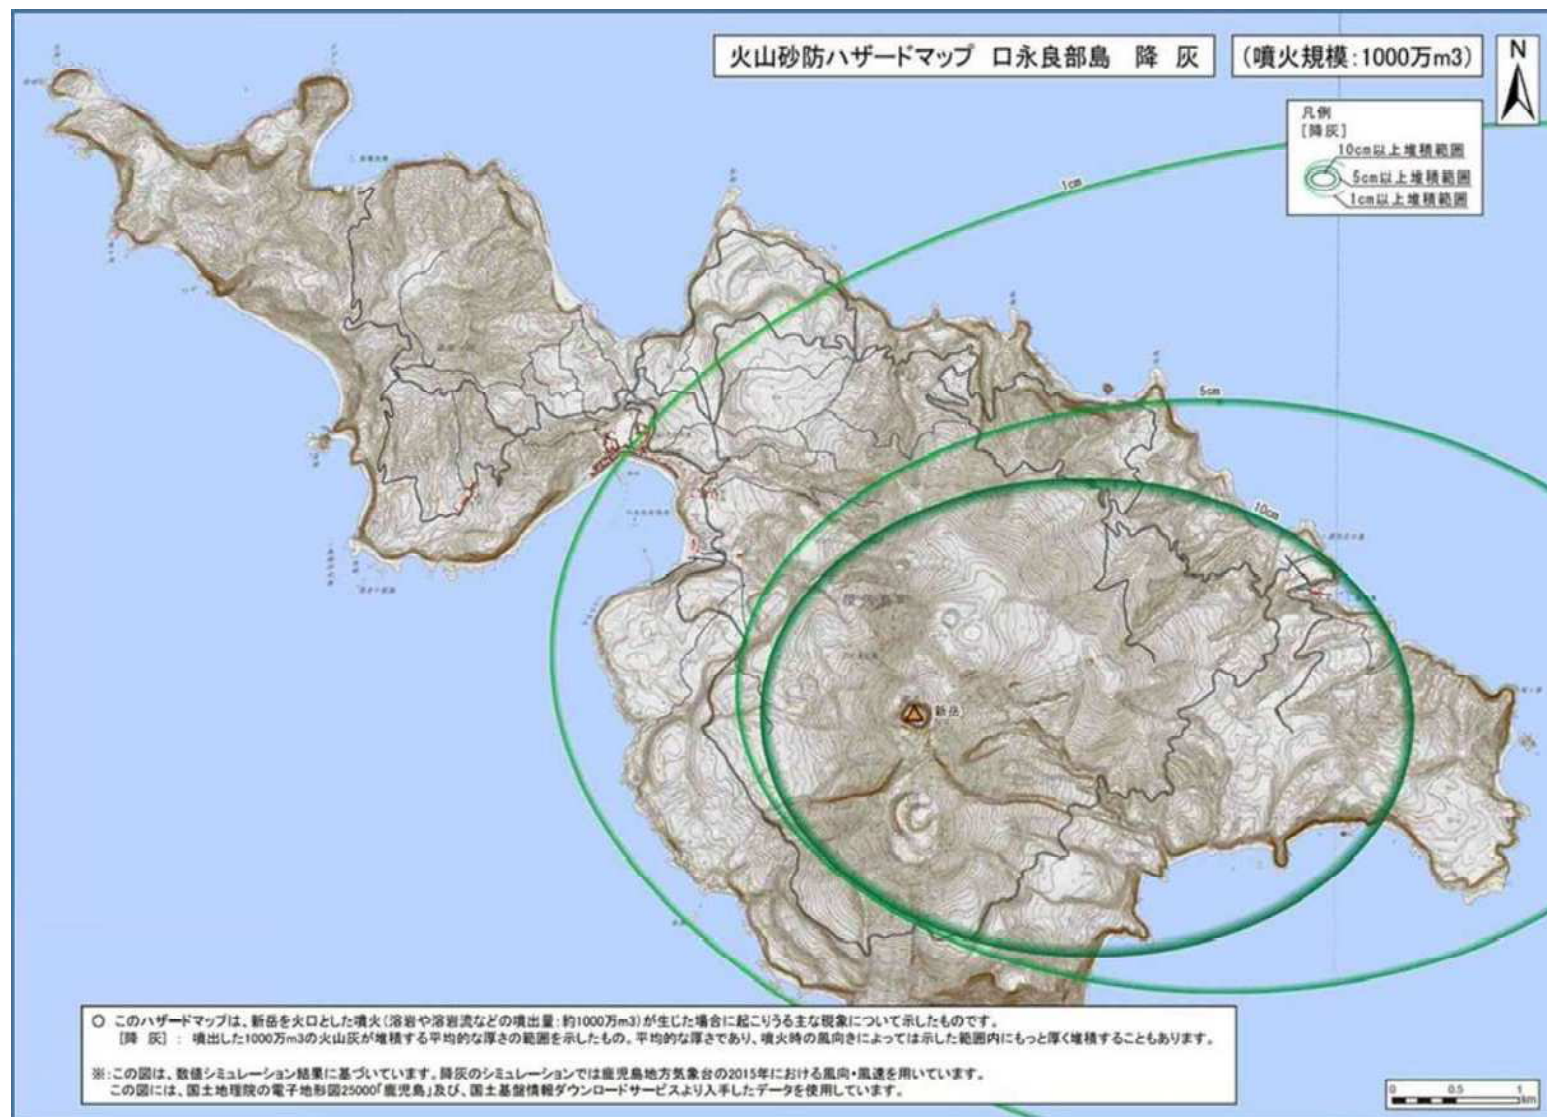 火山砂防ハザードマップ 口永良部島 降 灰
(噴火規模:1000万m3)
N
凡例
[降灰]
10cm以上堆積範囲
5cm以上堆積範囲
1cm以上堆積範囲
1cm
5cm
10cm
新岳
○ このハザードマップは、新岳を火口とした噴火(溶岩や溶岩流などの噴出量:約1000万m3)が生じた場合に起こりうる主な現象について示したものです。
[降 灰] : 噴出した1000万m3の火山灰が堆積する平均的な厚さの範囲を示したもの。平均的な厚さであり、噴火時の風向きによっては示した範囲内にもっと厚く堆積することもあります。
※:この図は、数値シミュレーション結果に基づいています。降灰のシミュレーションでは鹿児島地方気象台の2015年における風向・風速を用いています。
この図には、国土地理院の電子地形図25000「鹿児島」及び、国土基盤情報ダウンロードサービスより入手したデータを使用しています。
0 0.5 1
km